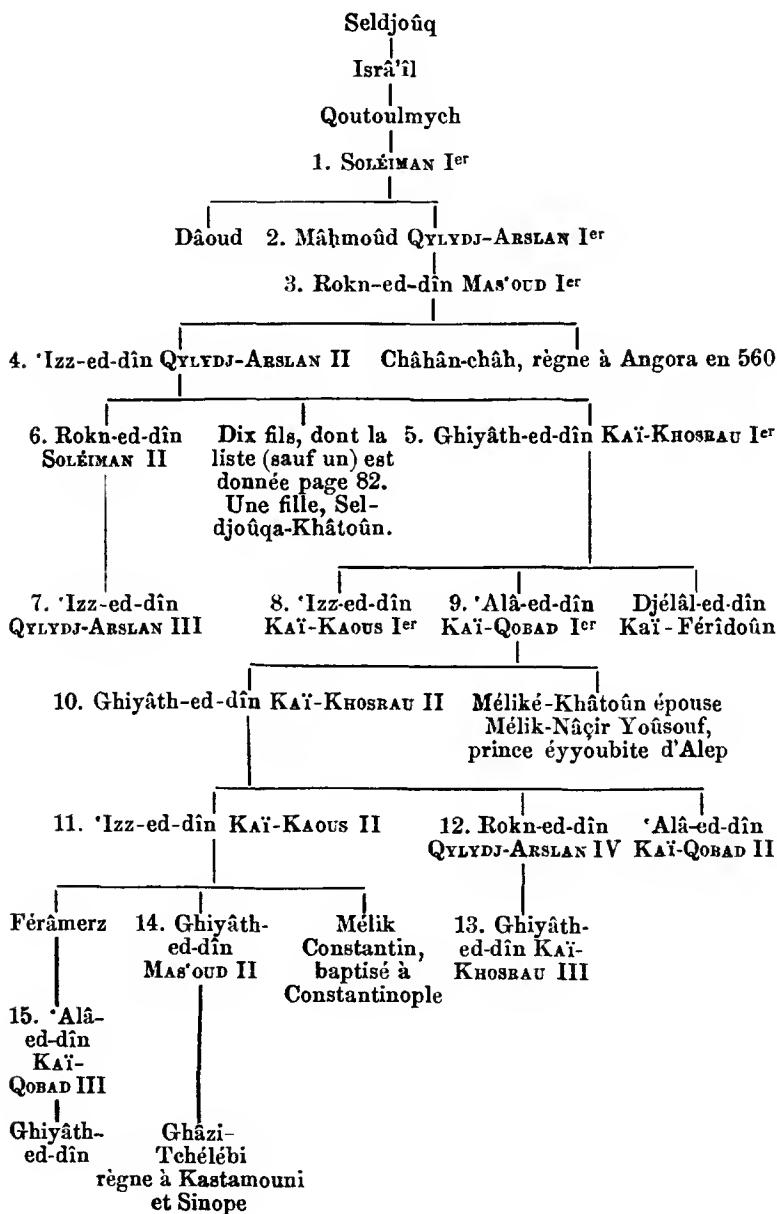 Seldjoûq
Isrâ’îl
Qoutoulmych
1. SOLÉIMAN Iᵉʳ
Dâoud 2. Mâḥmoûd QYLYDJ-ARSLAN Iᵉʳ
3. Rokn-ed-dîn MAS‘OUD Iᵉʳ
4. ‘Izz-ed-dîn QYLYDJ-ARSLAN II Châhân-châh, règne à Angora en 560
6. Rokn-ed-dîn
SOLÉIMAN II
Dix fils, dont la
liste (sauf un) est
donnée page 82.
Une fille, Sel-
djoûqa-Khâtoûn.
5. Ghiyâth-ed-dîn KAÏ-KHOSRAU Iᵉʳ
7. ‘Izz-ed-dîn
QYLYDJ-ARSLAN III
8. ‘Izz-ed-dîn
KAÏ-KAOUS Iᵉʳ
9. ‘Alâ-ed-dîn
KAÏ-QOBAD Iᵉʳ
Djélâl-ed-dîn
Kaï-Férîdoûn
10. Ghiyâth-ed-dîn KAÏ-KHOSRAU II
Méliké-Khâtoûn épouse
Mélik-Nâçir Yoûsouf,
prince éyyoubite d’Alep
11. ‘Izz-ed-dîn KAÏ-KAOUS II
12. Rokn-ed-dîn
QYLYDJ-ARSLAN IV
‘Alâ-ed-dîn
KAÏ-QOBAD II
Férâmerz
14. Ghiyâth-
ed-dîn
MAS‘OUD II
Mélik
Constantin,
baptisé à
Constantinople
13. Ghiyâth-
ed-dîn KAÏ-
KHOSRAU III
15. ‘Alâ-
ed-dîn
KAÏ-
QOBAD III
Ghiyâth-
ed-dîn
Ghâzi-
Tchélébi
règne à Kastamouni
et Sinope